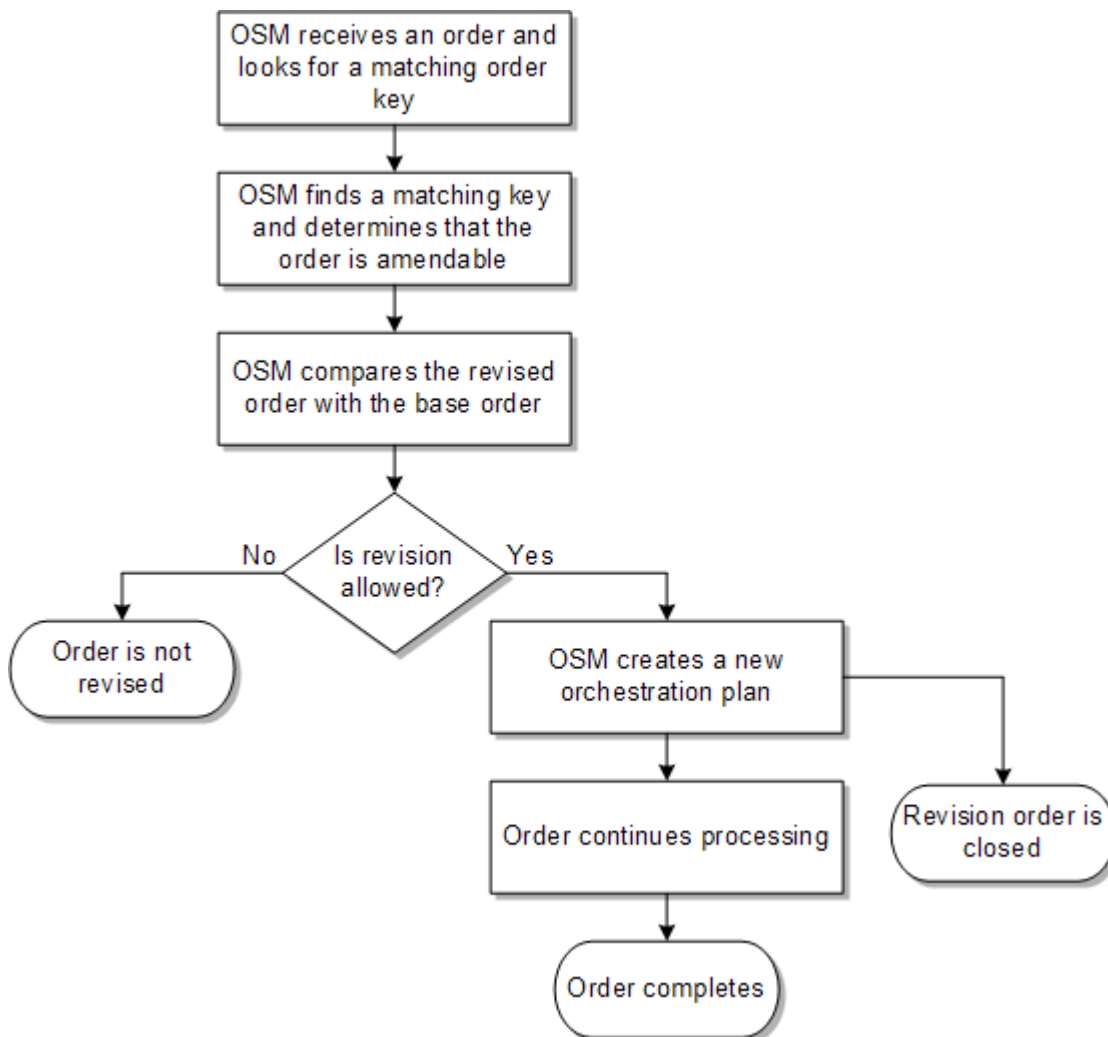 OSM receives an order and
looks for a matching order
key
OSM finds a matching key
and determines that the
order is amendable
OSM compares the revised
order with the base order
No
Is revision
allowed?
Yes
Order is not
revised
OSM creates a new
orchestration plan
Order continues processing
Revision order is
closed
Order completes